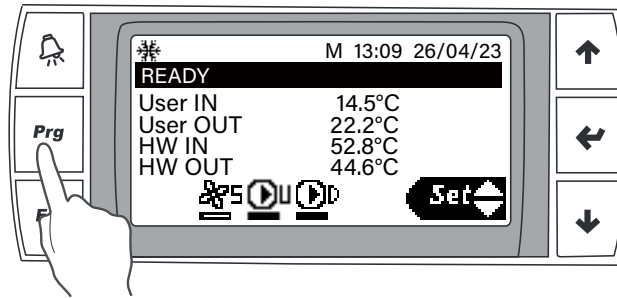 M 13:09 26/04/23
READY
User IN 14.5°C
User OUT 22.2°C
HW IN 52.8°C
HW OUT 44.6°C
S U D Set
Prg